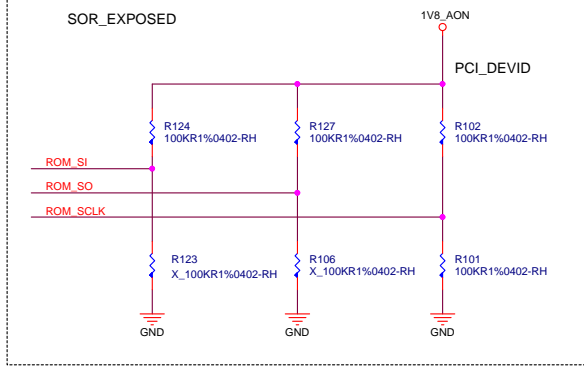 SOR_EXPOSED
1V8_AON
PCI_DEVID
R124
100KR1%0402-RH
R127
100KR1%0402-RH
R102
100KR1%0402-RH
ROM_SI
ROM_SO
ROM_SCLK
R123
X_100KR1%0402-RH
R106
X_100KR1%0402-RH
R101
100KR1%0402-RH
GND
GND
GND